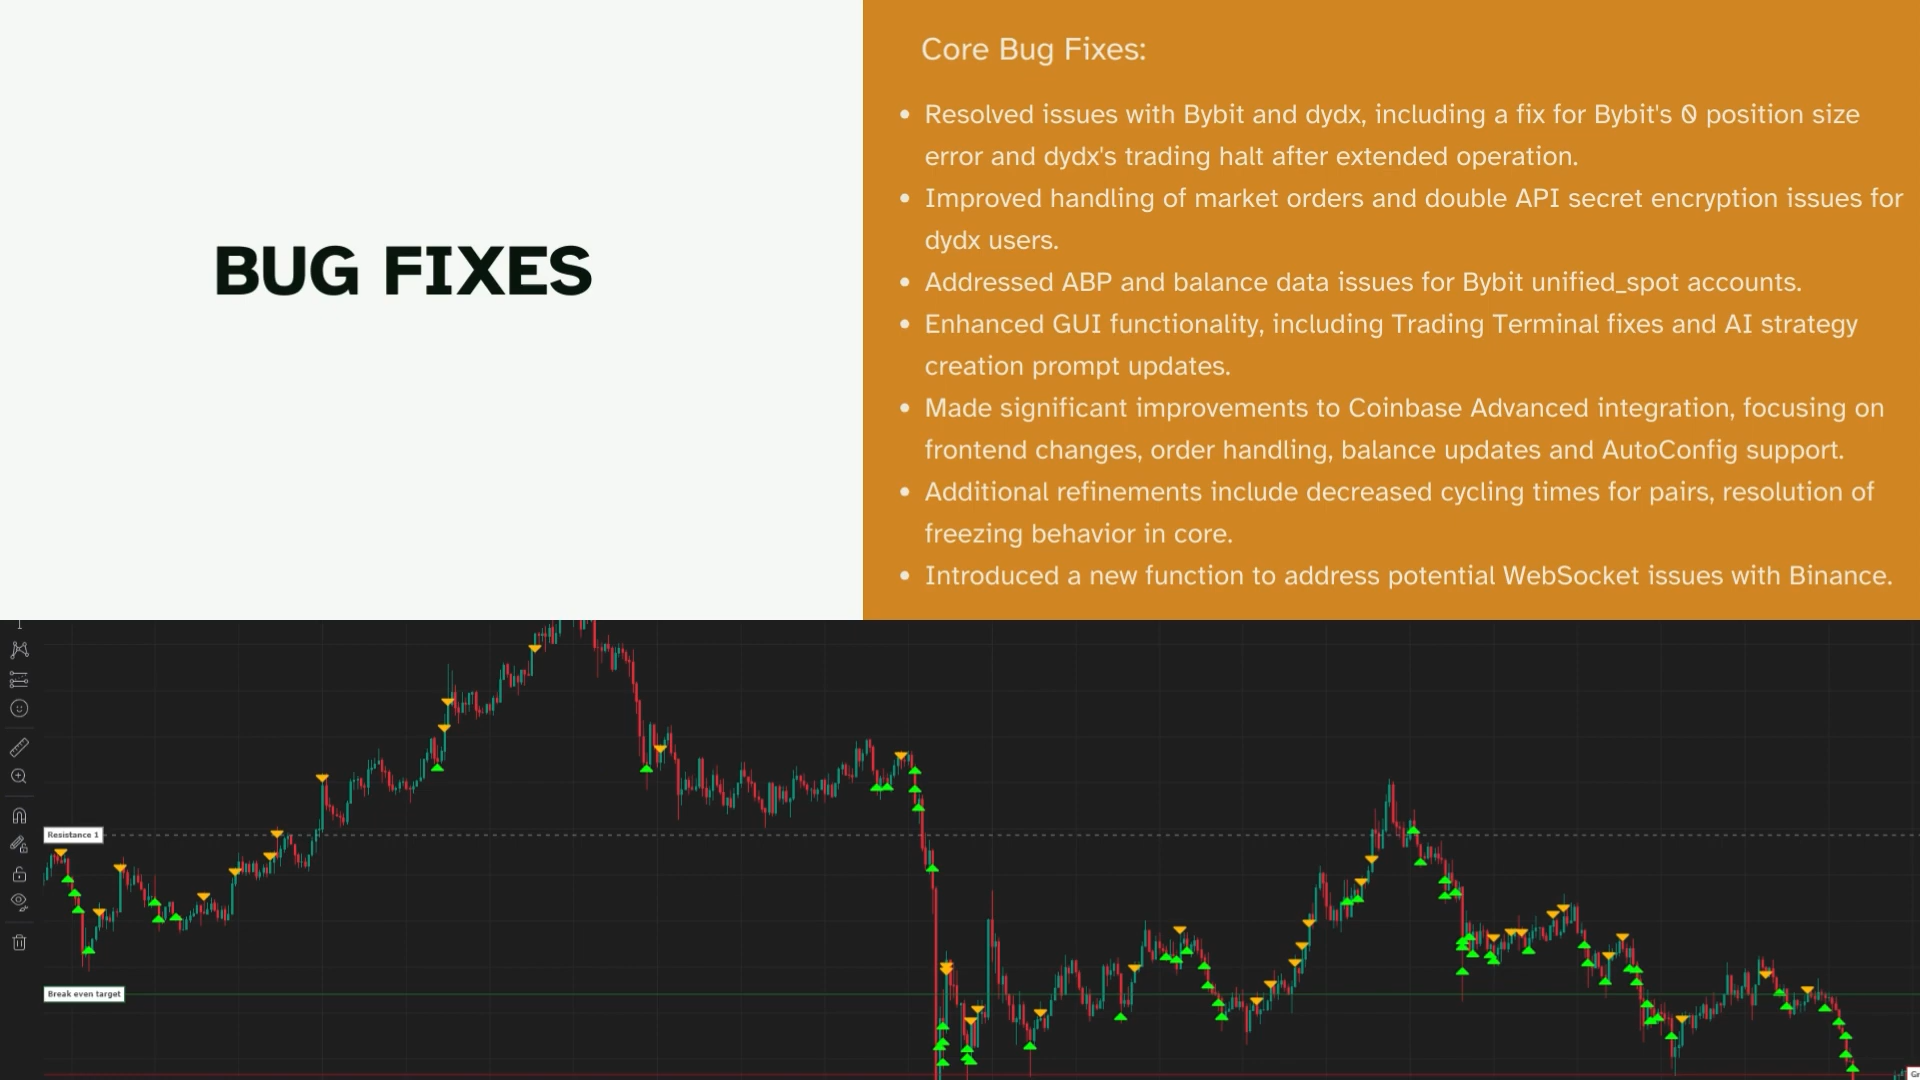 BUG FIXES
Core Bug Fixes:
Resolved issues with Bybit and dydx, including a fix for Bybit's 0 position size
error and dydx's trading halt after extended operation.
Improved handling of market orders and double API secret encryption issues for
dydx users.
Addressed ABP and balance data issues for Bybit unified_spot accounts.
Enhanced GUI functionality, including Trading Terminal fixes and AI strategy
creation prompt updates.
Made significant improvements to Coinbase Advanced integration, focusing on
frontend changes, order handling, balance updates and AutoConfig support.
Additional refinements include decreased cycling times for pairs, resolution of
freezing behavior in core.
Introduced a new function to address potential WebSocket issues with Binance.
Resistance 1
Break even target